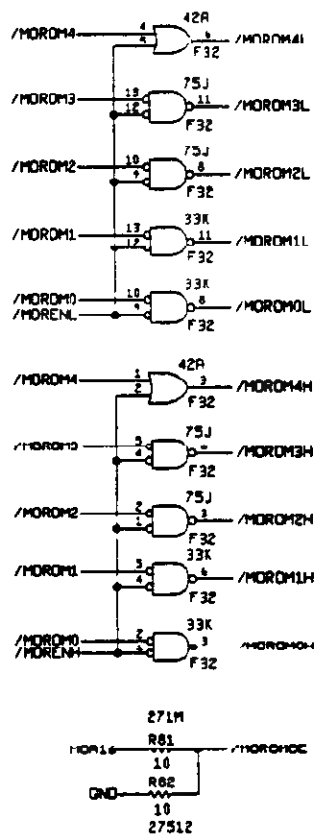 42A
/MOROM4 4 6 /MOROM4L
5 F32
75J
/MOROM3 13 11 /MOROM3L
12 F32
75J
/MOROM2 10 8 /MOROM2L
9 F32
33K
/MOROM1 13 11 /MOROM1L
12 F32
33K
/MOROM0 10 8 /MOROM0L
/MORENL 9 F32
42A
/MOROM4 1 3 /MOROM4H
2 F32
75J
5 /MOROM3H
4 F32
75J
/MOROM2 2 3 /MOROM2H
1 F32
33K
/MOROM1 5 6 /MOROM1H
4 F32
33K
/MOROM0 2 3 /MOROM0H
/MORENH F32
271M
MOA16 R81 /MOROMOE
10
GND R82
10
27512